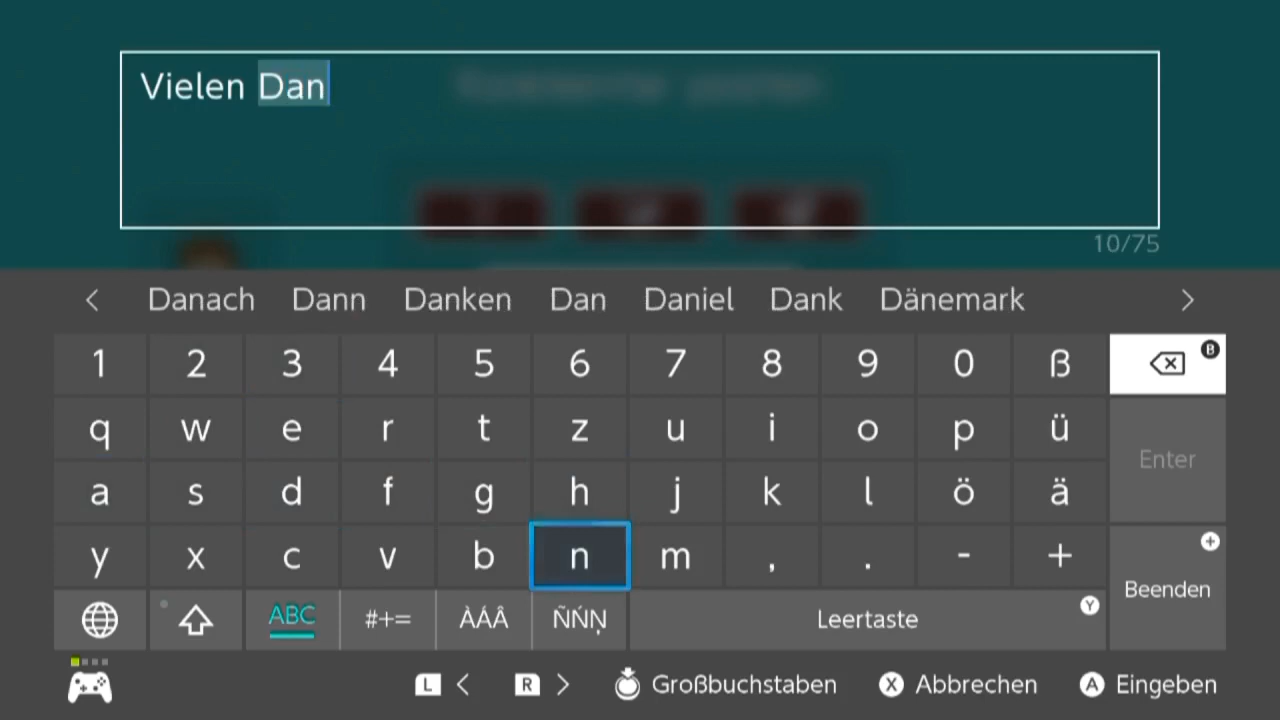 Vielen Dan
10/75
< Danach Dann Danken Dan Daniel Dank Dänemark >
1 2 3 4 5 6 7 8 9 0 ß B
q w e r t z u i o p ü
Enter
a s d f g h j k l ö ä
y x c v b n m , . - + +
Beenden
ABC #+= ÀÁÂ ÑŃŅ Leertaste Y
L < R > Großbuchstaben X Abbrechen A Eingeben